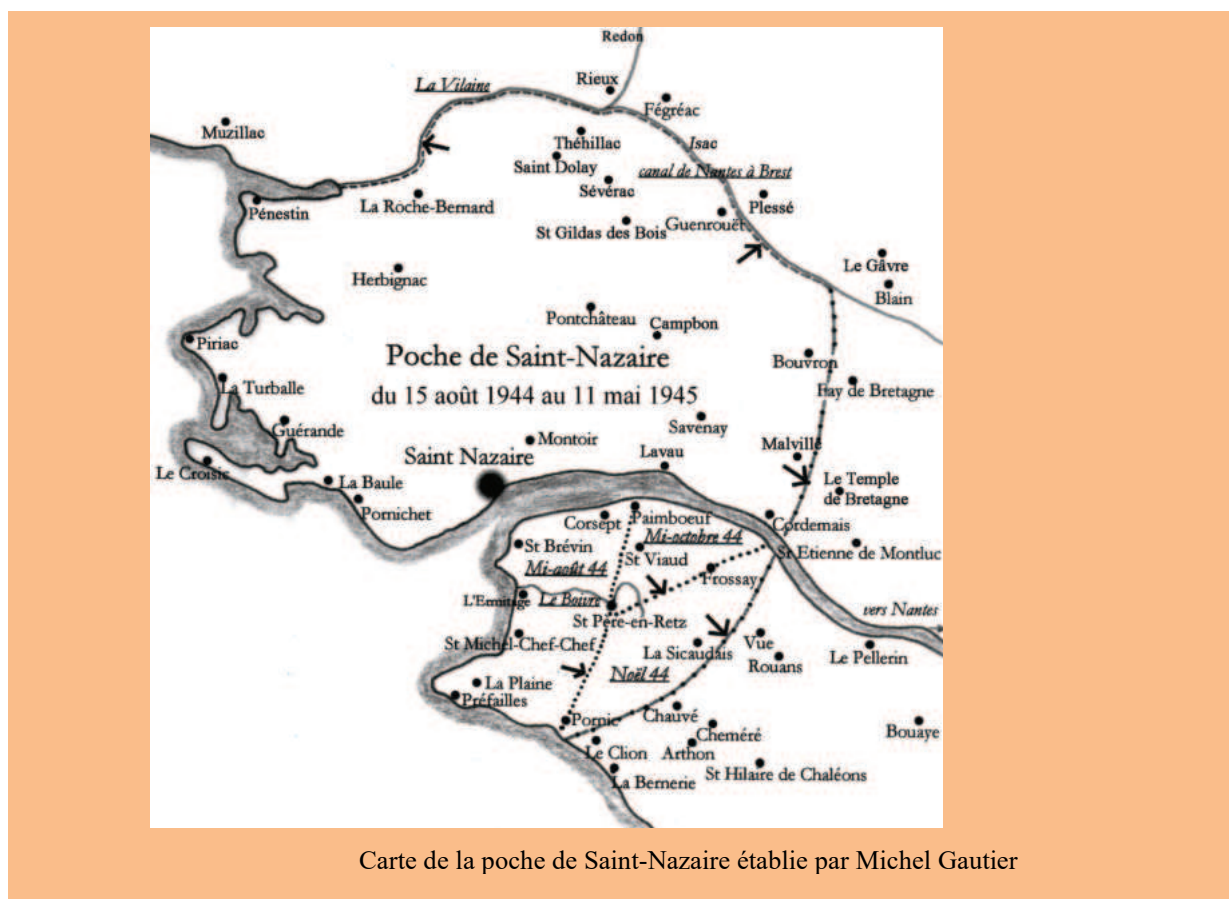 Redon
La Vilaine
Rieux
Fégréac
Muzillac
Théhillac
Isac
Saint Dolay
canal de Nantes à Brest
Sévérac
La Roche-Bernard
Plessé
Pénestin
Guenrouët
St Gildas des Bois
Le Gâvre
Herbignac
Blain
Pontchâteau
Campbon
Piriac
Poche de Saint-Nazaire
Bouvron
du 15 août 1944 au 11 mai 1945
La Turballe
Fay de Bretagne
Savenay
Guérande
Montoir
Malville
Saint Nazaire
Lavau
Le Croisic
La Baule
Le Temple
de Bretagne
Pornichet
Corsept
Paimboeuf
Cordemais
Mi-octobre 44
St Brévin
St Viaud
St Etienne de Montluc
Mi-août 44
Frossay
L'Ermitage
Le Boivre
vers Nantes
St Père-en-Retz
St Michel-Chef-Chef
La Sicaudais
Vue
Rouans
Le Pellerin
Noël 44
La Plaine
Préfailles
Chauvé
Pornic
Cheméré
Bouaye
Le Clion
Arthon
La Bernerie
St Hilaire de Chaléons
Carte de la poche de Saint-Nazaire établie par Michel Gautier